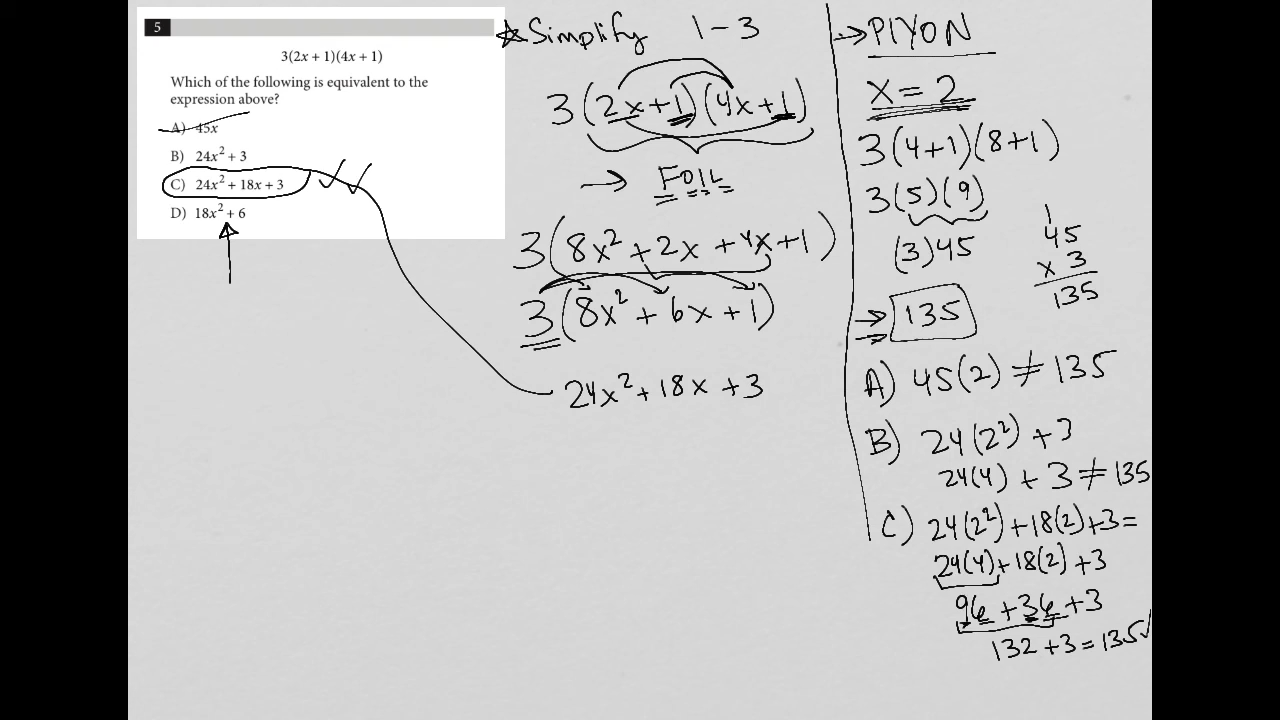 5
3(2x + 1)(4x + 1)
Which of the following is equivalent to the
expression above?
A) 45x
B) 24x² + 3
C) 24x² + 18x + 3
D) 18x² + 6
Simplify 1-3
3(2x+1)(4x+1)
→ FOIL
3(8x² + 2x + 4x + 1)
3(8x² + 6x + 1)
24x² + 18x + 3
→ PIYON
x = 2
3(4+1)(8+1)
3(5)(9)
(3)45
1
45
x 3
135
→ 135
A) 45(2) ≠ 135
B) 24(2²) + 3
24(4) + 3 ≠ 135
C) 24(2²) + 18(2) + 3 =
24(4) + 18(2) + 3
96 + 36 + 3
132 + 3 = 135✓